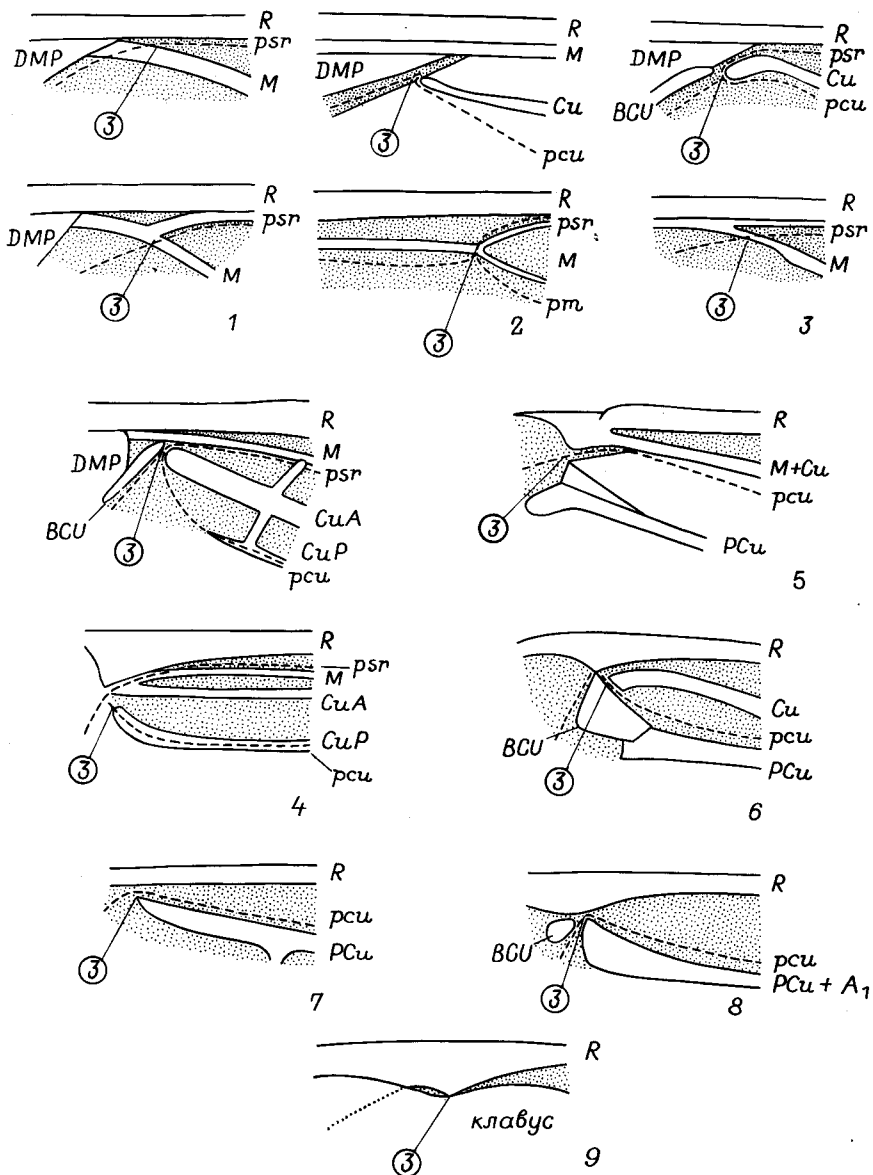 R
psr
DMP
M
③
R
M
DMP
Cu
pcu
③
R
psr
DMP
Cu
BCU
pcu
③
R
psr
DMP
M
③
1
R
psr
M
pm
③
2
R
psr
M
③
3
R
M
DMP
psr
CuA
BCU
CuP
pcu
③
R
M+Cu
pcu
PCu
③
5
R
psr
M
CuA
CuP
pcu
③
4
R
Cu
pcu
BCU
PCu
③
6
R
pcu
PCu
③
7
R
BCU
pcu
PCu + A₁
③
8
R
клавус
③
9